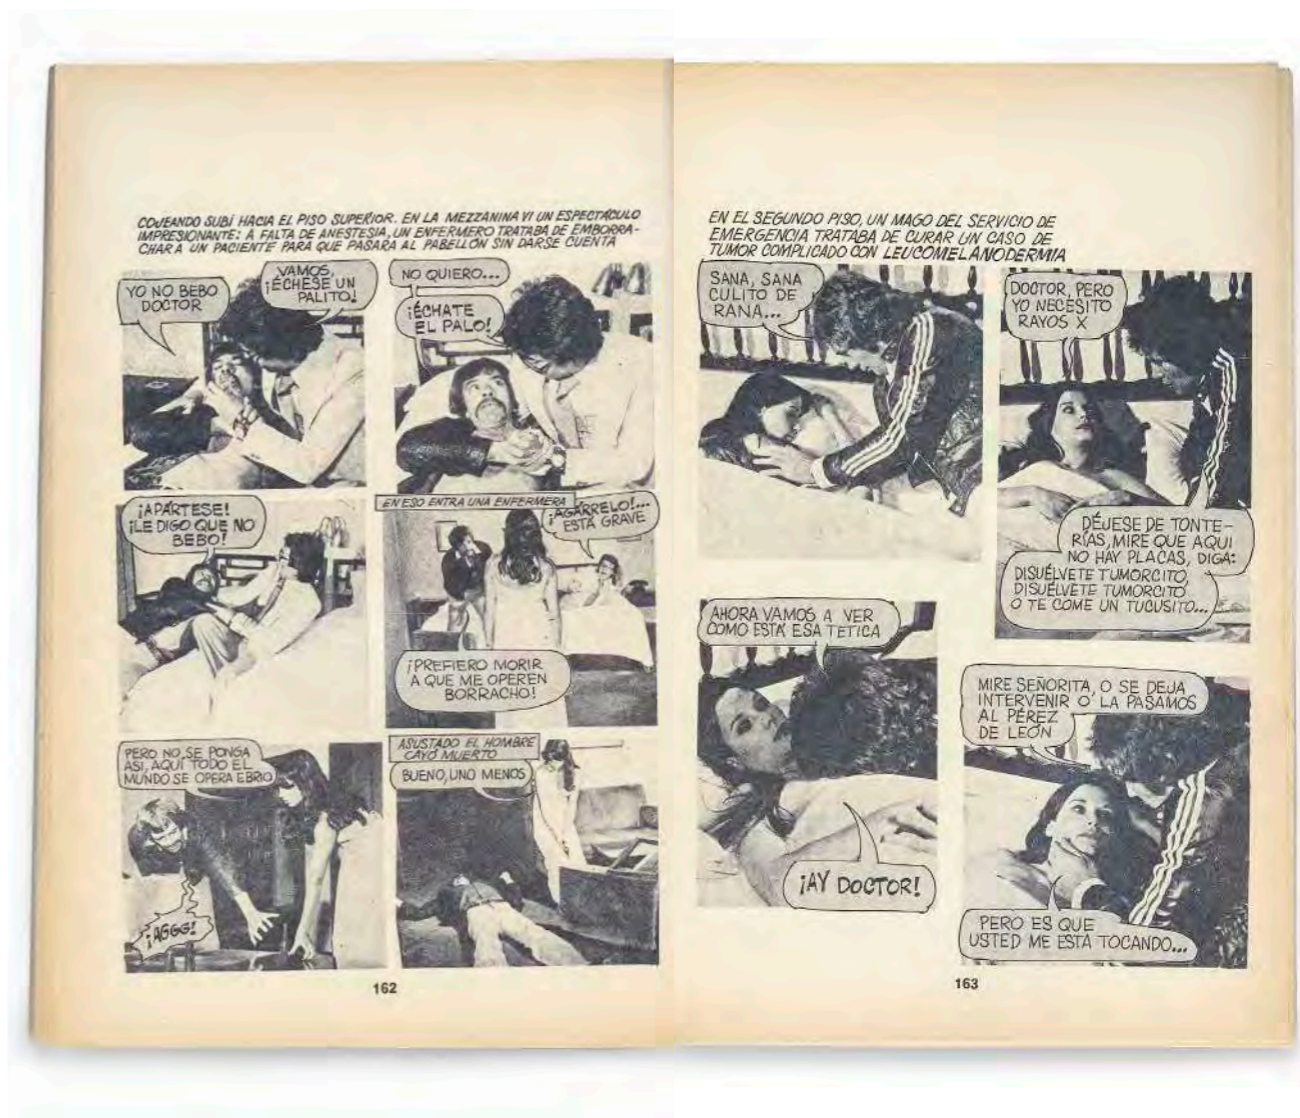 COJEANDO SUBÍ HACIA EL PISO SUPERIOR. EN LA MEZZANINA VI UN ESPECTÁCULO
IMPRESIONANTE: A FALTA DE ANESTESIA, UN ENFERMERO TRATABA DE EMBORRA-
CHAR A UN PACIENTE PARA QUE PASARA AL PABELLÓN SIN DARSE CUENTA
YO NO BEBO
DOCTOR
VAMOS,
¡ÉCHESE UN
PALITO!
NO QUIERO...
¡ÉCHATE
EL PALO!
¡APÁRTESE!
¡LE DIGO QUE NO
BEBO!
EN ESO ENTRA UNA ENFERMERA
¡AGÁRRELO!...
ESTÁ GRAVE
¡PREFIERO MORIR
A QUE ME OPEREN
BORRACHO!
PERO NO SE PONGA
ASI, AQUÍ TODO EL
MUNDO SE OPERA EBRIO
¡AGGG!
ASUSTADO EL HOMBRE
CAYÓ MUERTO
BUENO, UNO MENOS
162
EN EL SEGUNDO PISO, UN MAGO DEL SERVICIO DE
EMERGENCIA TRATABA DE CURAR UN CASO DE
TUMOR COMPLICADO CON LEUCOMELANODERMIA
SANA, SANA
CULITO DE
RANA...
DOCTOR, PERO
YO NECESITO
RAYOS X
DÉJESE DE TONTE-
RÍAS, MIRE QUE AQUI
NO HAY PLACAS, DIGA:
DISUÉLVETE TUMORCITO,
DISUÉLVETE TUMORCITO
O TE COME UN TUCUSITO...
AHORA VAMOS A VER
COMO ESTÁ ESA TETICA
¡AY DOCTOR!
MIRE SEÑORITA, O SE DEJA
INTERVENIR O LA PASAMOS
AL PÉREZ
DE LEÓN
PERO ES QUE
USTED ME ESTÁ TOCANDO...
163